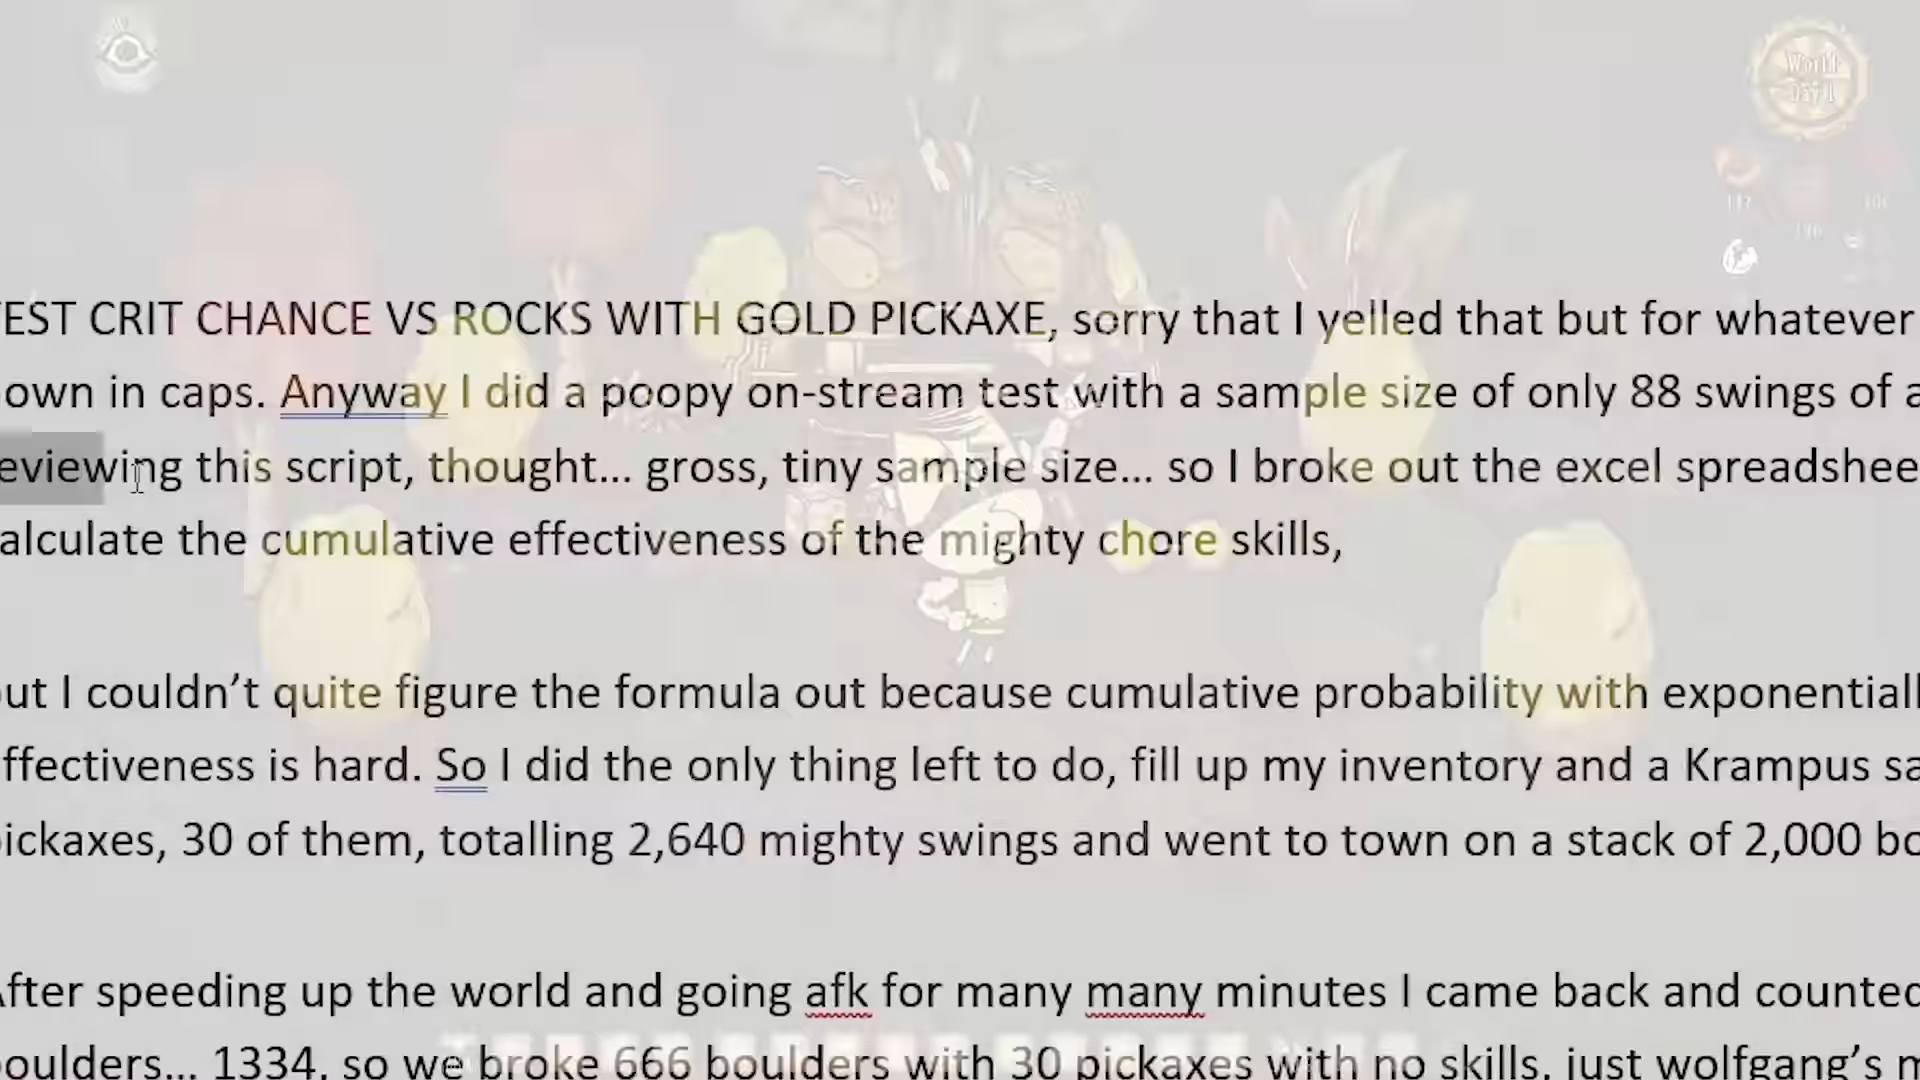 World
Day 1
TEST CRIT CHANCE VS ROCKS WITH GOLD PICKAXE, sorry that I yelled that but for whatever
own in caps. Anyway I did a poopy on-stream test with a sample size of only 88 swings of a
eviewing this script, thought... gross, tiny sample size... so I broke out the excel spreadshee
alculate the cumulative effectiveness of the mighty chore skills,
ut I couldn’t quite figure the formula out because cumulative probability with exponentiall
ffectiveness is hard. So I did the only thing left to do, fill up my inventory and a Krampus sa
ickaxes, 30 of them, totalling 2,640 mighty swings and went to town on a stack of 2,000 bo
After speeding up the world and going afk for many many minutes I came back and counted
oulders... 1334, so we broke 666 boulders with 30 pickaxes with no skills, just wolfgang’s m